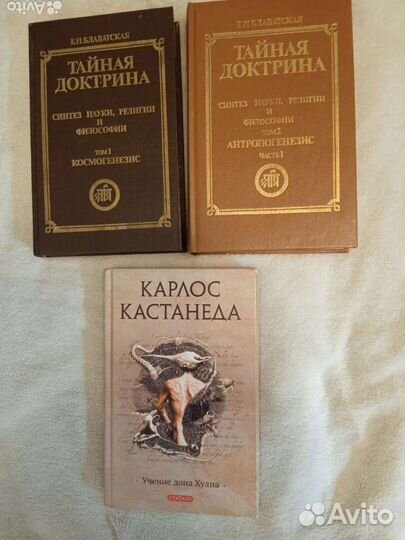 Avito
Е.П.БЛАВАТСКАЯ
ТАЙНАЯ
ДОКТРИНА
СИНТЕЗ НАУКИ, РЕЛИГИИ
И
ФИЛОСОФИИ
ТОМ 1
КОСМОГЕНЕЗИС
Е.П.БЛАВАТСКАЯ
ТАЙНАЯ
ДОКТРИНА
СИНТЕЗ НАУКИ, РЕЛИГИИ
И
ФИЛОСОФИИ
ТОМ 2
АНТРОПОГЕНЕЗИС
ЧАСТЬ 1
КАРЛОС
КАСТАНЕДА
Учение дона Хуана
СОФИЯ
Avito